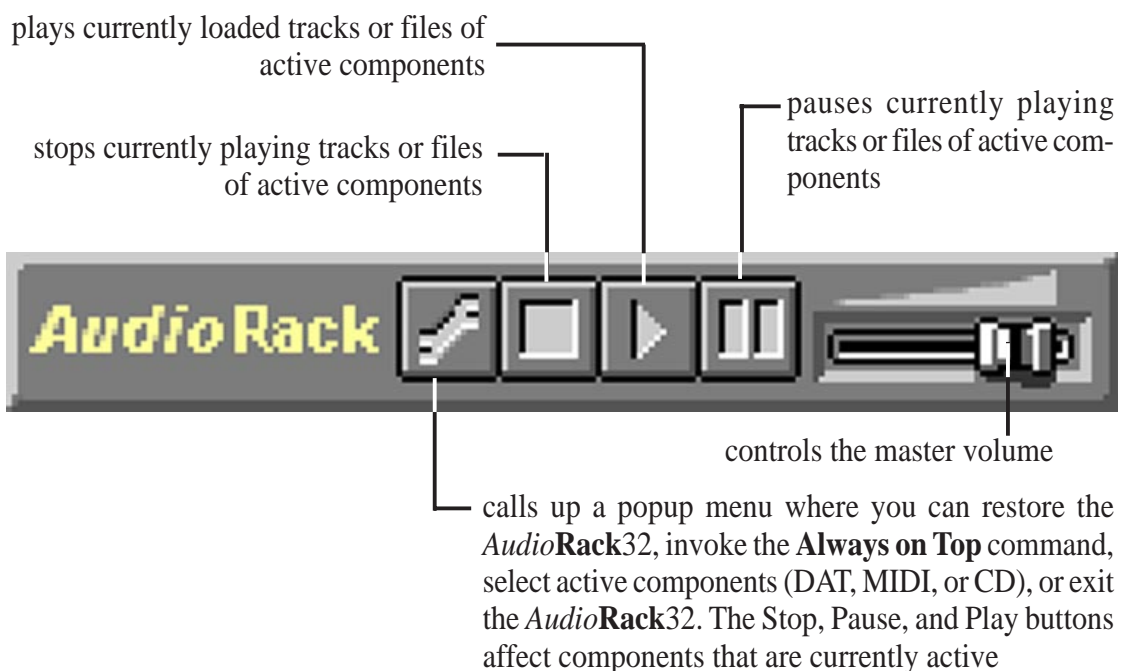 plays currently loaded tracks or files of
active components
pauses currently playing
tracks or files of active com-
ponents
stops currently playing tracks or files
of active components
Audio Rack
controls the master volume
calls up a popup menu where you can restore the
AudioRack32, invoke the Always on Top command,
select active components (DAT, MIDI, or CD), or exit
the AudioRack32. The Stop, Pause, and Play buttons
affect components that are currently active